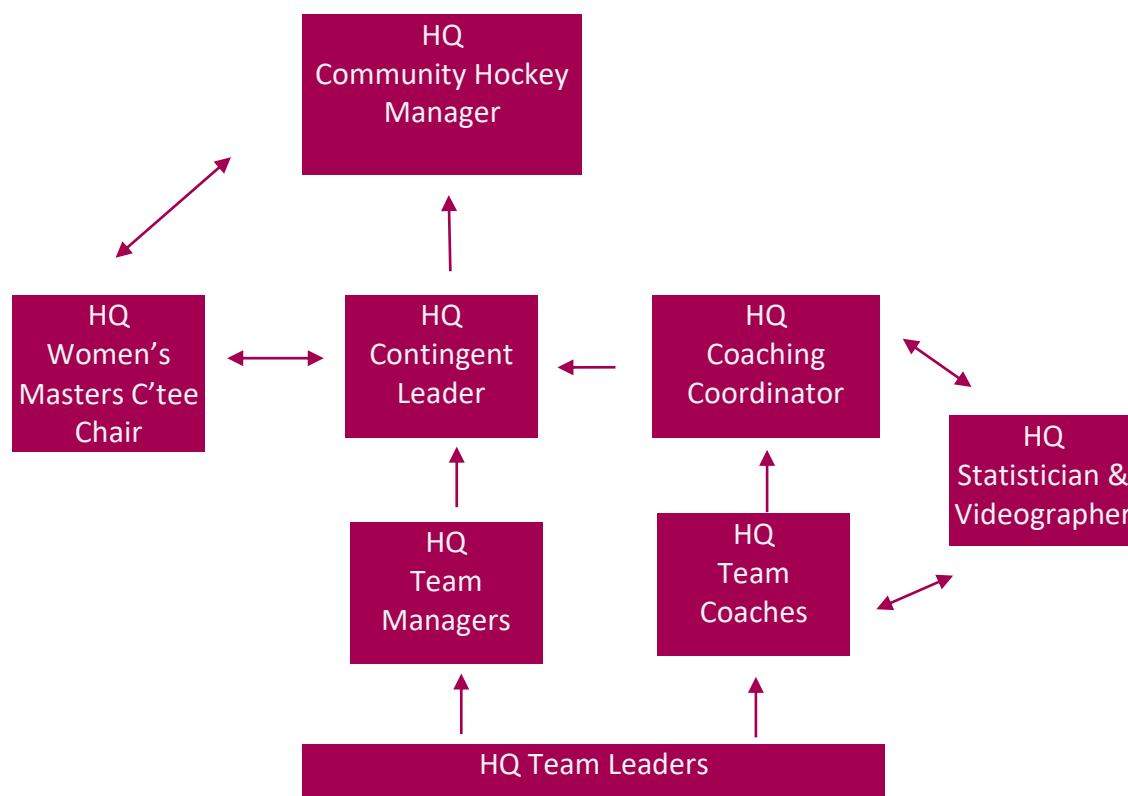 HQ
Community Hockey
Manager
HQ
Women’s
Masters C’tee
Chair
HQ
Contingent
Leader
HQ
Coaching
Coordinator
HQ
Statistician &
Videographer
HQ
Team
Managers
HQ
Team
Coaches
HQ Team Leaders